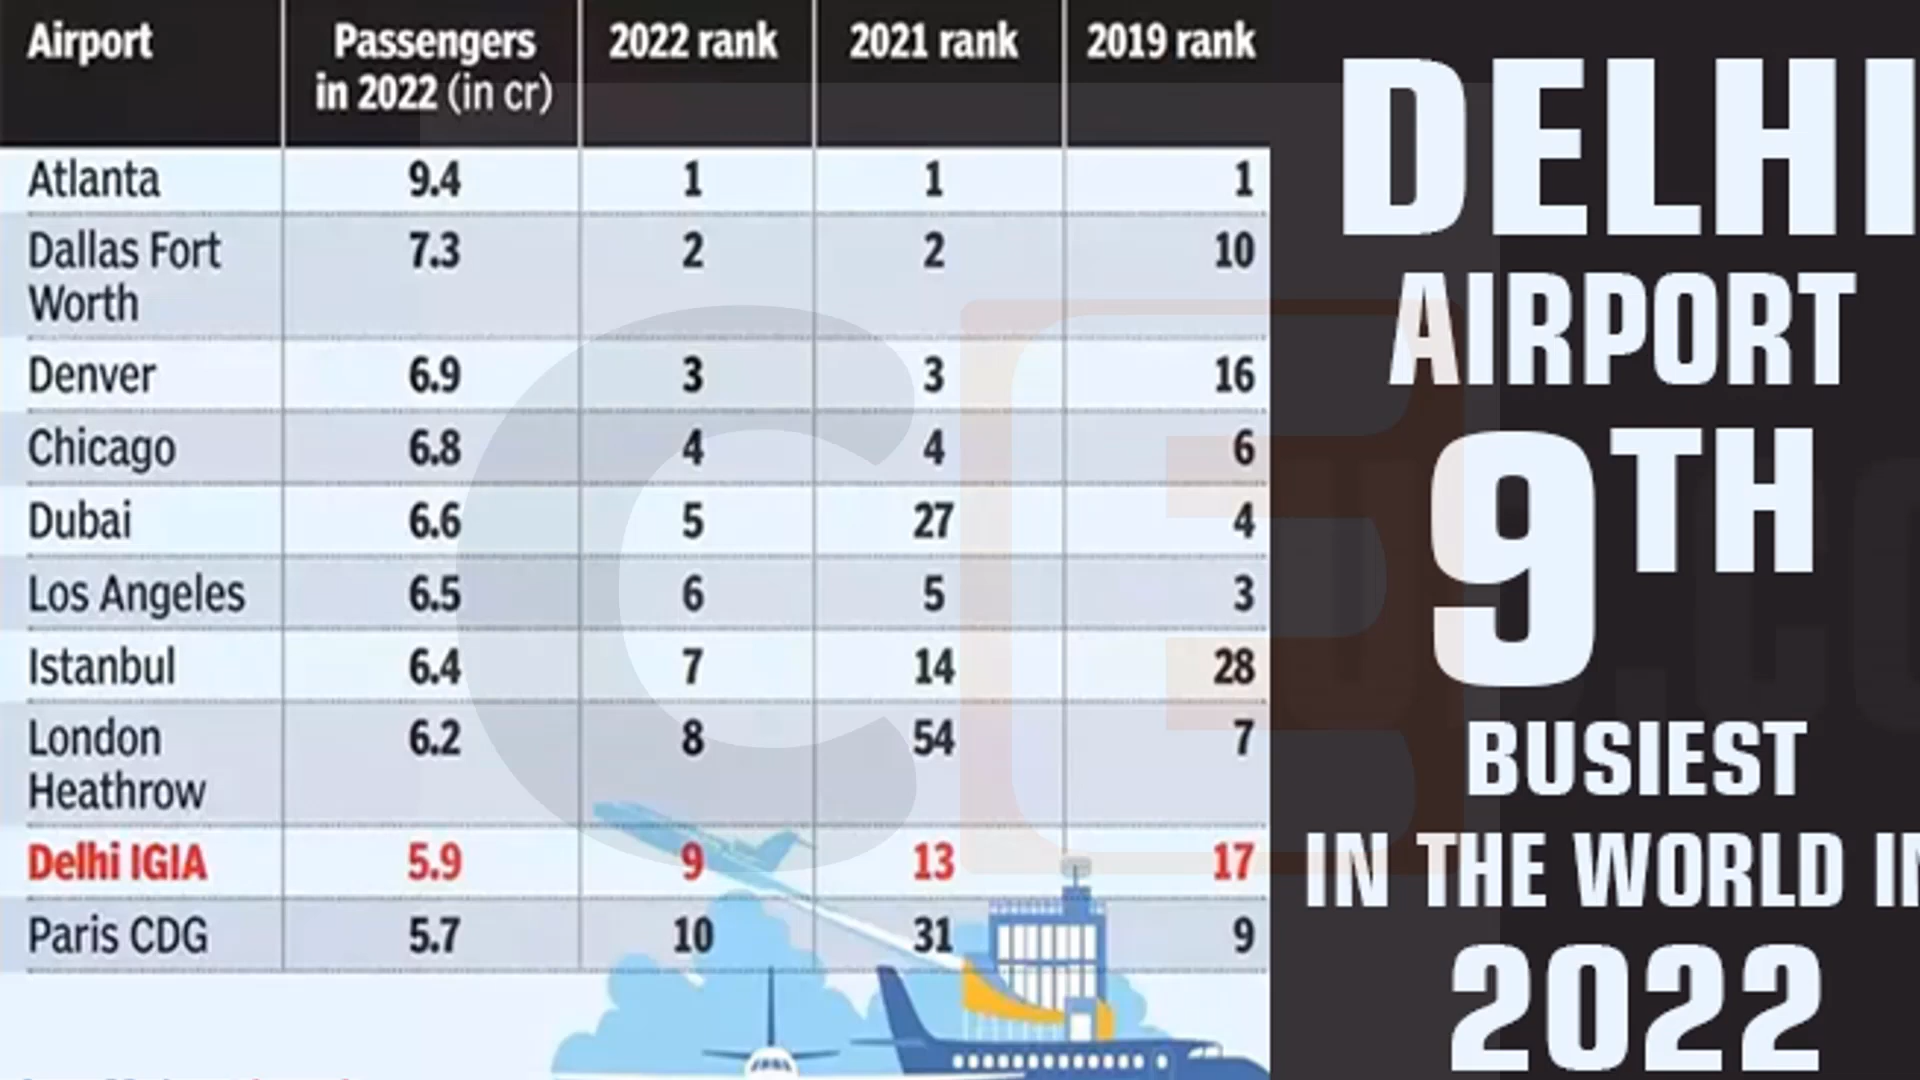 Airport Passengers 2022 rank 2021 rank 2019 rank
in 2022 (in cr)
Atlanta 9.4 1 1 1
Dallas Fort 7.3 2 2 10
Worth
Denver 6.9 3 3 16
Chicago 6.8 4 4 6
Dubai 6.6 5 27 4
Los Angeles 6.5 6 5 3
Istanbul 6.4 7 14 28
London 6.2 8 54 7
Heathrow
Delhi IGIA 5.9 9 13 17
Paris CDG 5.7 10 31 9
DELHI
AIRPORT
9TH
BUSIEST
IN THE WORLD IN
2022